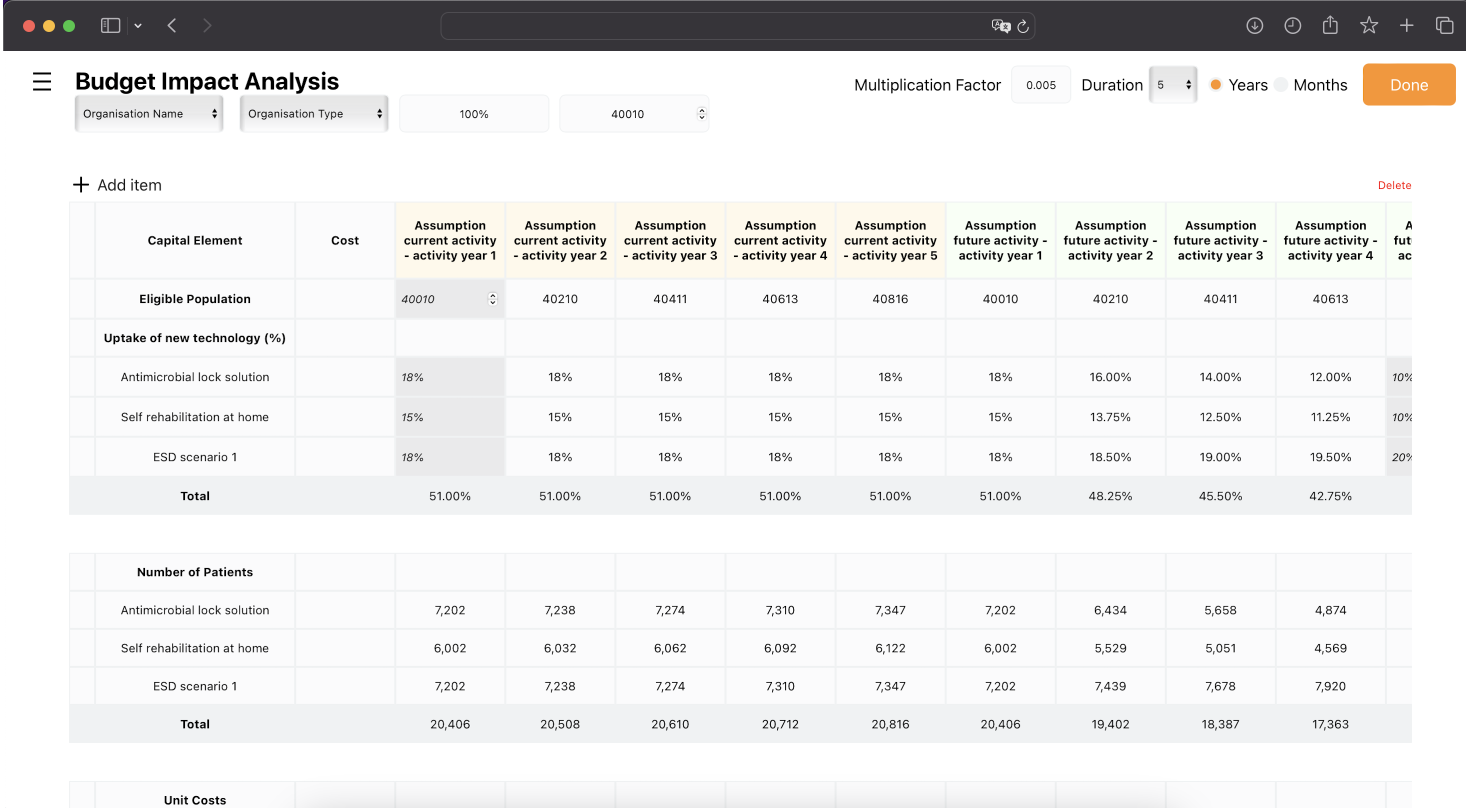 Budget Impact Analysis
Multiplication Factor 0.005 Duration 5 Years Months Done
Organisation Name Organisation Type 100% 40010
Add item Delete
Capital Element
Cost
Assumption
current activity
- activity year 1
Assumption
current activity
- activity year 2
Assumption
current activity
- activity year 3
Assumption
current activity
- activity year 4
Assumption
current activity
- activity year 5
Assumption
future activity -
activity year 1
Assumption
future activity -
activity year 2
Assumption
future activity -
activity year 3
Assumption
future activity -
activity year 4
Eligible Population 40010 40210 40411 40613 40816 40010 40210 40411 40613
Uptake of new technology (%)
Antimicrobial lock solution 18% 18% 18% 18% 18% 18% 16.00% 14.00% 12.00% 10%
Self rehabilitation at home 15% 15% 15% 15% 15% 15% 13.75% 12.50% 11.25% 10%
ESD scenario 1 18% 18% 18% 18% 18% 18% 18.50% 19.00% 19.50% 20%
Total 51.00% 51.00% 51.00% 51.00% 51.00% 51.00% 48.25% 45.50% 42.75%
Number of Patients
Antimicrobial lock solution 7,202 7,238 7,274 7,310 7,347 7,202 6,434 5,658 4,874
Self rehabilitation at home 6,002 6,032 6,062 6,092 6,122 6,002 5,529 5,051 4,569
ESD scenario 1 7,202 7,238 7,274 7,310 7,347 7,202 7,439 7,678 7,920
Total 20,406 20,508 20,610 20,712 20,816 20,406 19,402 18,387 17,363
Unit Costs